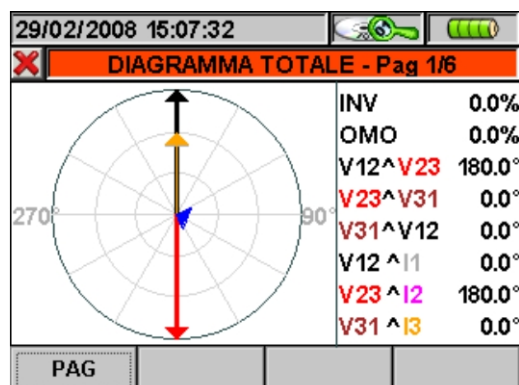 29/02/2008 15:07:32
DIAGRAMMA TOTALE - Pag 1/6
INV 0.0%
OMO 0.0%
V12^V23 180.0°
V23^V31 0.0°
V31^V12 0.0°
V12 ^I1 0.0°
V23 ^I2 180.0°
V31 ^I3 0.0°
270°
90°
PAG